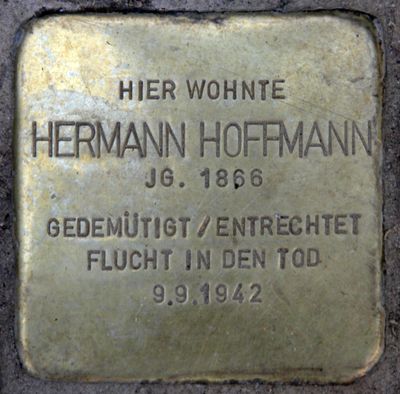 HIER WOHNTE
HERMANN HOFFMANN
JG. 1866
GEDEMÜTIGT / ENTRECHTET
FLUCHT IN DEN TOD
9.9.1942